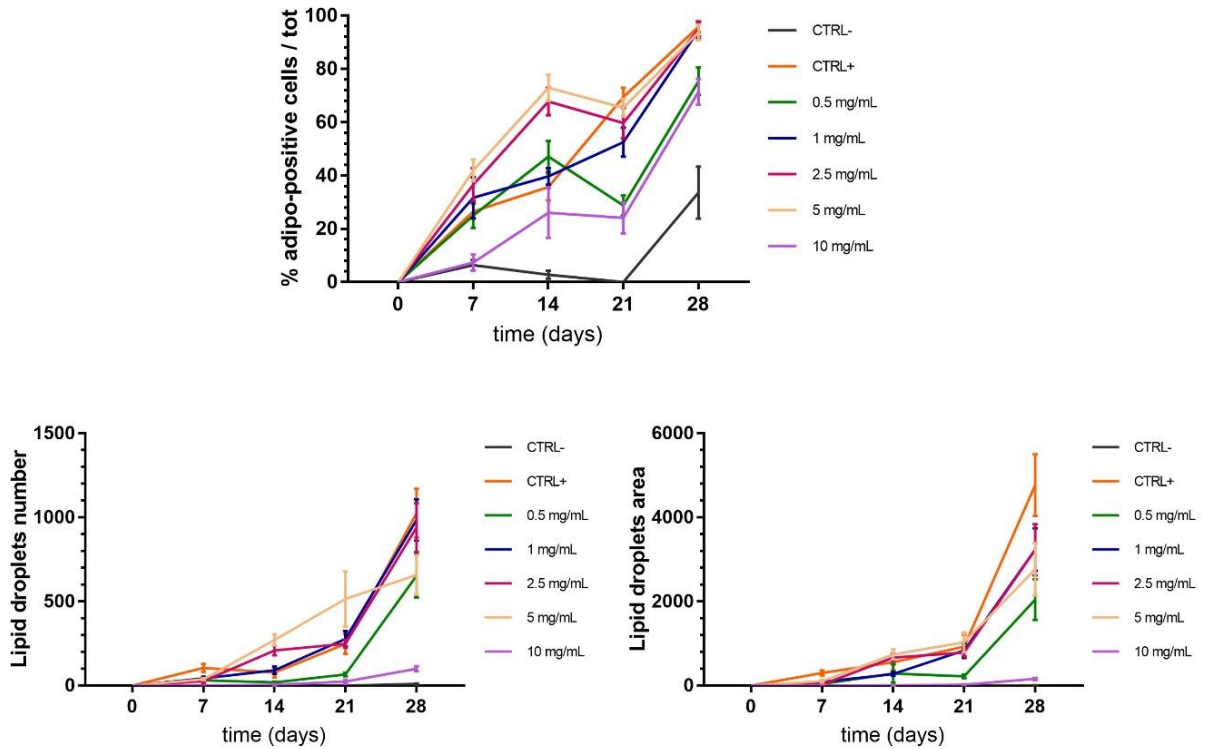 % adipo-positive cells / tot
100
80
60
40
20
0
0 7 14 21 28
time (days)
CTRL-
CTRL+
0.5 mg/mL
1 mg/mL
2.5 mg/mL
5 mg/mL
10 mg/mL
Lipid droplets number
1500
1000
500
0
0 7 14 21 28
time (days)
CTRL-
CTRL+
0.5 mg/mL
1 mg/mL
2.5 mg/mL
5 mg/mL
10 mg/mL
Lipid droplets area
6000
4000
2000
0
0 7 14 21 28
time (days)
CTRL-
CTRL+
0.5 mg/mL
1 mg/mL
2.5 mg/mL
5 mg/mL
10 mg/mL